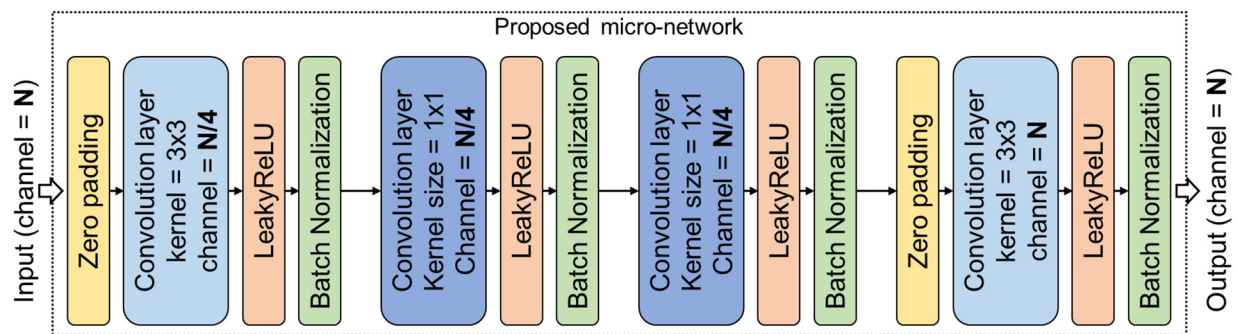 Proposed micro-network
Input (channel = N)
Zero padding
Convolution layer
kernel = 3x3
channel = N/4
LeakyReLU
Batch Normalization
Convolution layer
Kernel size = 1x1
Channel = N/4
LeakyReLU
Batch Normalization
Convolution layer
Kernel size = 1x1
Channel = N/4
LeakyReLU
Batch Normalization
Zero padding
Convolution layer
kernel = 3x3
channel = N
LeakyReLU
Batch Normalization
Output (channel = N)